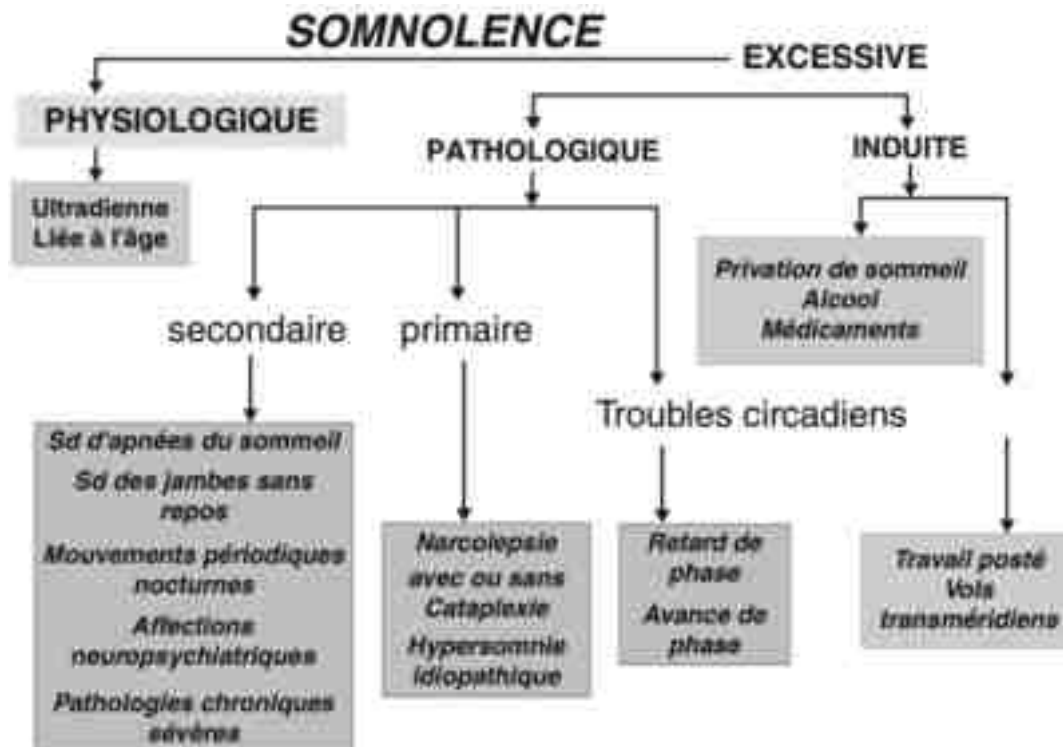 SOMNOLENCE
EXCESSIVE
PHYSIOLOGIQUE
Ultradienne
Liée à l'âge
PATHOLOGIQUE
INDUITE
Privation de sommeil
Alcool
Médicaments
secondaire
primaire
Troubles circadiens
Sd d'apnées du sommeil
Sd des jambes sans
repos
Mouvements périodiques
nocturnes
Affections
neuropsychiatriques
Pathologies chroniques
sévères
Narcolepsie
avec ou sans
Cataplexie
Hypersomnie
idiopathique
Retard de
phase
Avance de
phase
Travail posté
Vols
transméridiens